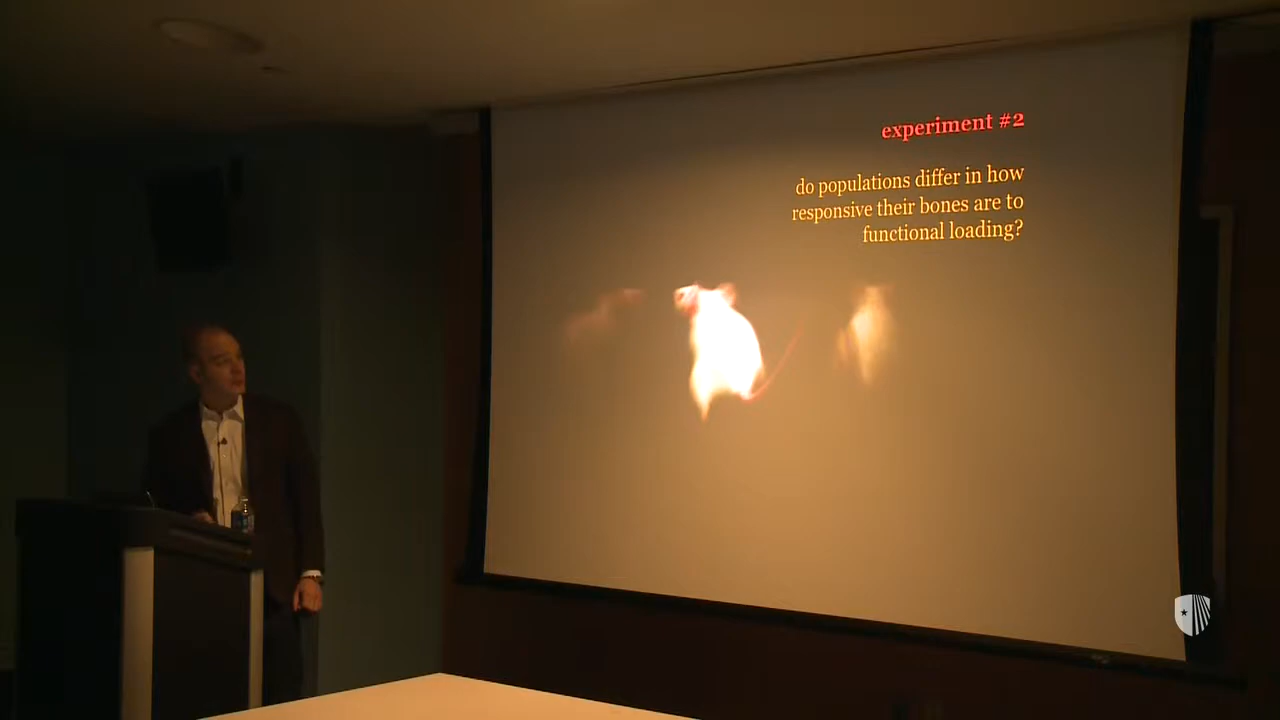 experiment #2
do populations differ in how
responsive their bones are to
functional loading?